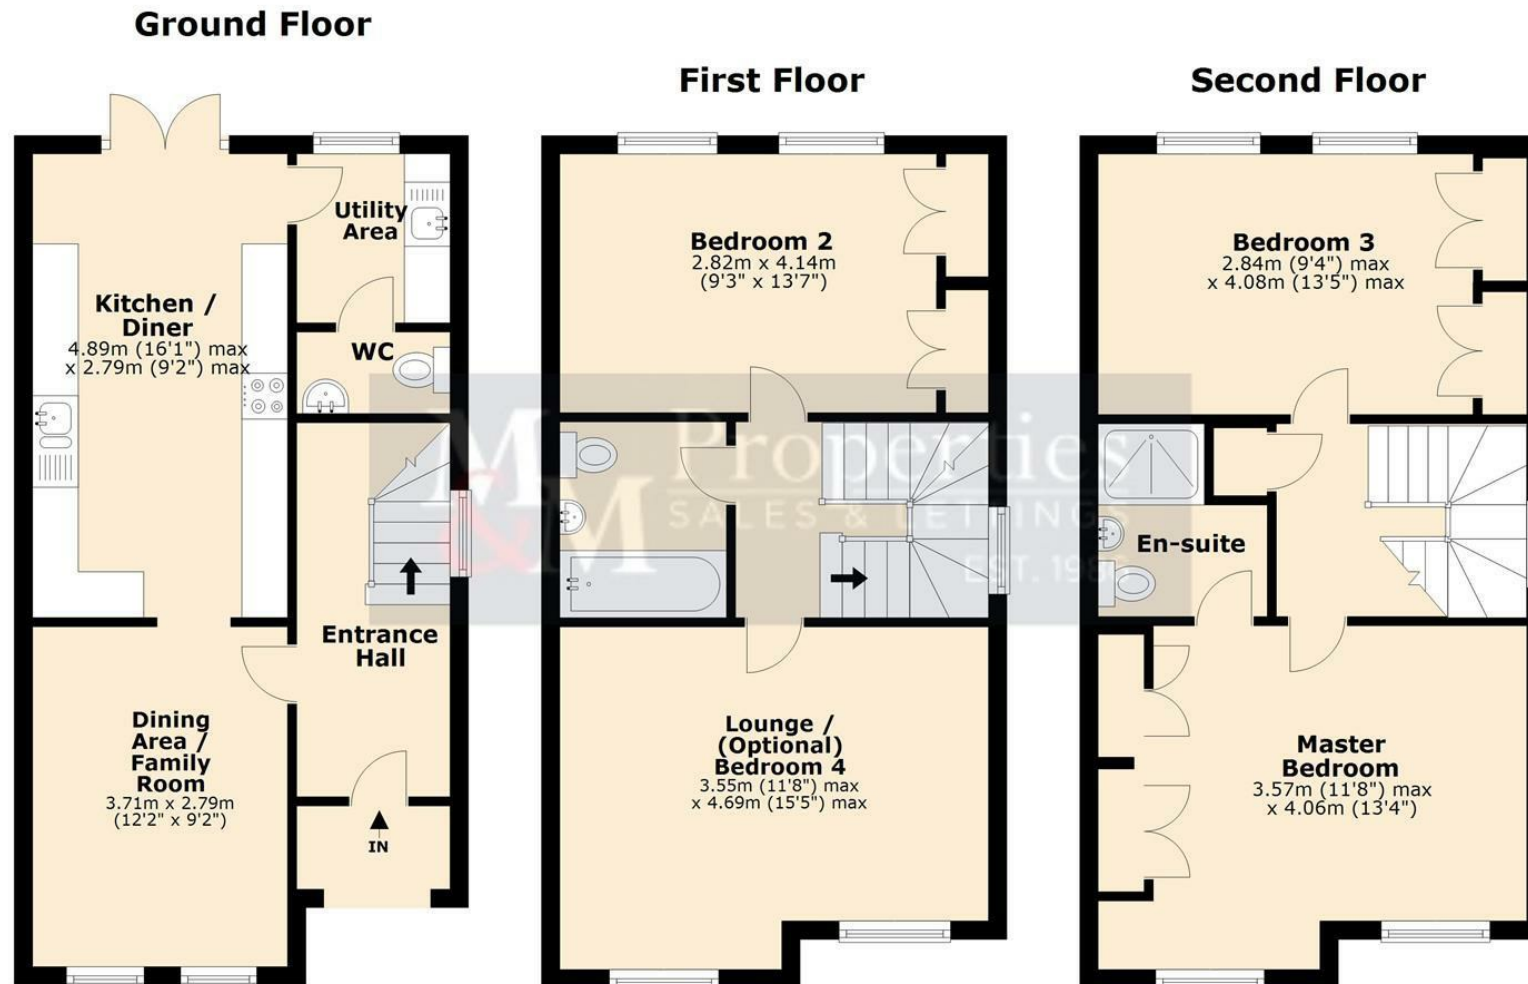 Ground Floor
First Floor
Second Floor
Utility
Area
Kitchen /
Diner
4.89m (16'1") max
x 2.79m (9'2") max
WC
Entrance
Hall
Dining
Area /
Family
Room
3.71m x 2.79m
(12'2" x 9'2")
IN
Bedroom 2
2.82m x 4.14m
(9'3" x 13'7")
Lounge /
(Optional)
Bedroom 4
3.55m (11'8") max
x 4.69m (15'5") max
Bedroom 3
2.84m (9'4") max
x 4.08m (13'5") max
En-suite
Master
Bedroom
3.57m (11'8") max
x 4.06m (13'4")
M&M Properties
SALES & LETTINGS
EST. 1986